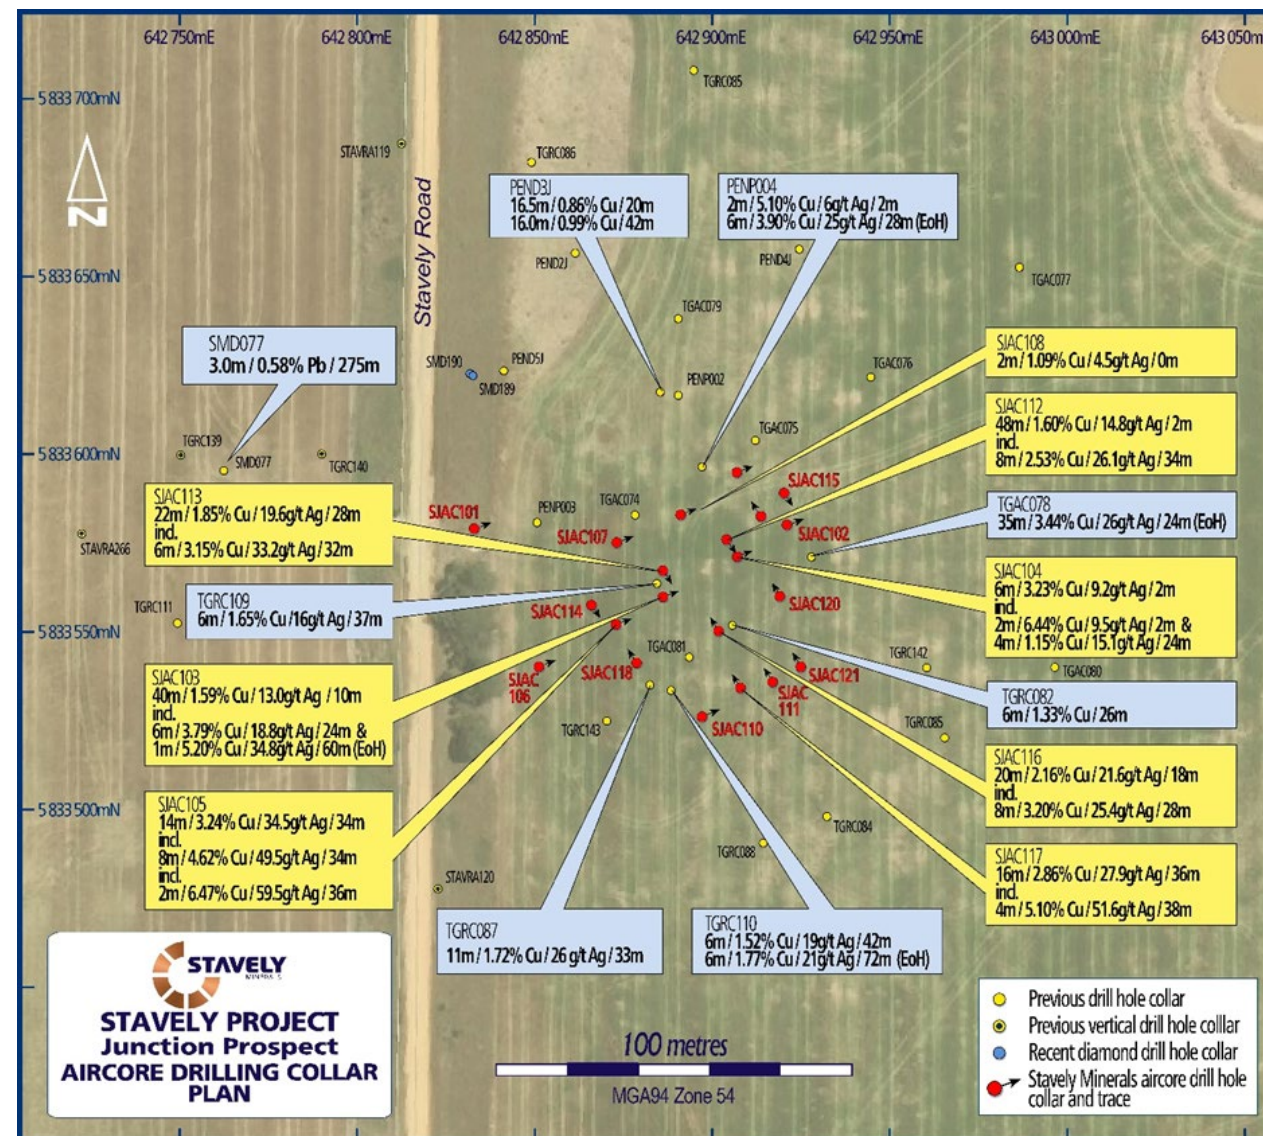 642 750mE
642 800mE
642 850mE
642 900mE
642 950mE
643 000mE
643 050m
5 833 700mN
5 833 650mN
5 833 600mN
5 833 550mN
5 833 500mN
N
Stavely Road
TGRC085
STAVRA119
TGRC086
PEND3J
16.5m / 0.86% Cu / 20m
16.0m / 0.99% Cu / 42m
PENP004
2m / 5.10% Cu / 6g/t Ag / 2m
6m / 3.90% Cu / 25g/t Ag / 28m (EoH)
PEND2J
PEND4J
TGAC077
TGAC079
SMD077
3.0m / 0.58% Pb / 275m
SMD190
SMD189
PEND5J
PENP002
TGAC076
SJAC108
2m / 1.09% Cu / 4.5g/t Ag / 0m
SJAC112
48m / 1.60% Cu / 14.8g/t Ag / 2m
incl.
8m / 2.53% Cu / 26.1g/t Ag / 34m
TGRC139
SMD077
TGRC140
TGAC075
SJAC113
22m / 1.85% Cu / 19.6g/t Ag / 28m
incl.
6m / 3.15% Cu / 33.2g/t Ag / 32m
SJAC101
PENP003
TGAC074
SJAC107
SJAC115
SJAC102
TGAC078
35m / 3.44% Cu / 26g/t Ag / 24m (EoH)
STAVRA266
TGRC111
TGRC109
6m / 1.65% Cu /16g/t Ag / 37m
SJAC114
SJAC120
SJAC104
6m / 3.23% Cu / 9.2g/t Ag / 2m
incl.
2m / 6.44% Cu / 9.5g/t Ag / 2m &
4m / 1.15% Cu / 15.1g/t Ag / 24m
SJAC103
40m / 1.59% Cu / 13.0g/t Ag / 10m
incl.
6m / 3.79% Cu / 18.8g/t Ag / 24m &
1m / 5.20% Cu / 34.8g/t Ag / 60m (EoH)
SJAC
106
SJAC118
TGAC081
SJAC121
SJAC
111
SJAC110
TGRC142
TGAC080
TGRC082
6m / 1.33% Cu / 26m
TGRC143
TGRC085
SJAC116
20m / 2.16% Cu / 21.6g/t Ag / 18m
incl.
8m / 3.20% Cu / 25.4g/t Ag / 28m
SJAC105
14m / 3.24% Cu / 34.5g/t Ag / 34m
incl.
8m / 4.62% Cu / 49.5g/t Ag / 34m
incl.
2m / 6.47% Cu / 59.5g/t Ag / 36m
TGRC084
TGRC088
SJAC117
16m / 2.86% Cu / 27.9g/t Ag / 36m
incl.
4m / 5.10% Cu / 51.6g/t Ag / 38m
STAVRA120
TGRC087
11m / 1.72% Cu / 26 g/t Ag / 33m
TGRC110
6m / 1.52% Cu / 19g/t Ag / 42m
6m / 1.77% Cu / 21g/t Ag / 72m (EoH)
STAVELY
MINERALS
STAVELY PROJECT
Junction Prospect
AIRCORE DRILLING COLLAR
PLAN
100 metres
MGA94 Zone 54
Previous drill hole collar
Previous vertical drill hole colllar
Recent diamond drill hole collar
Stavely Minerals aircore drill hole
collar and trace